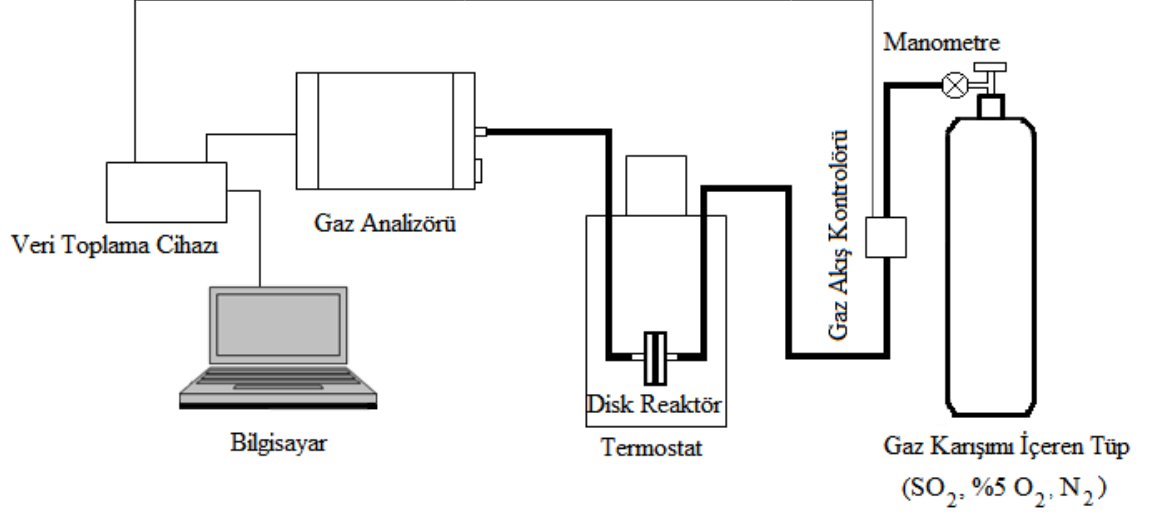 Manometre
Gaz Analizörü
Gaz Akış Kontrolörü
Veri Toplama Cihazı
Disk Reaktör
Bilgisayar
Termostat
Gaz Karışımı İçeren Tüp
(SO₂, %5 O₂, N₂)